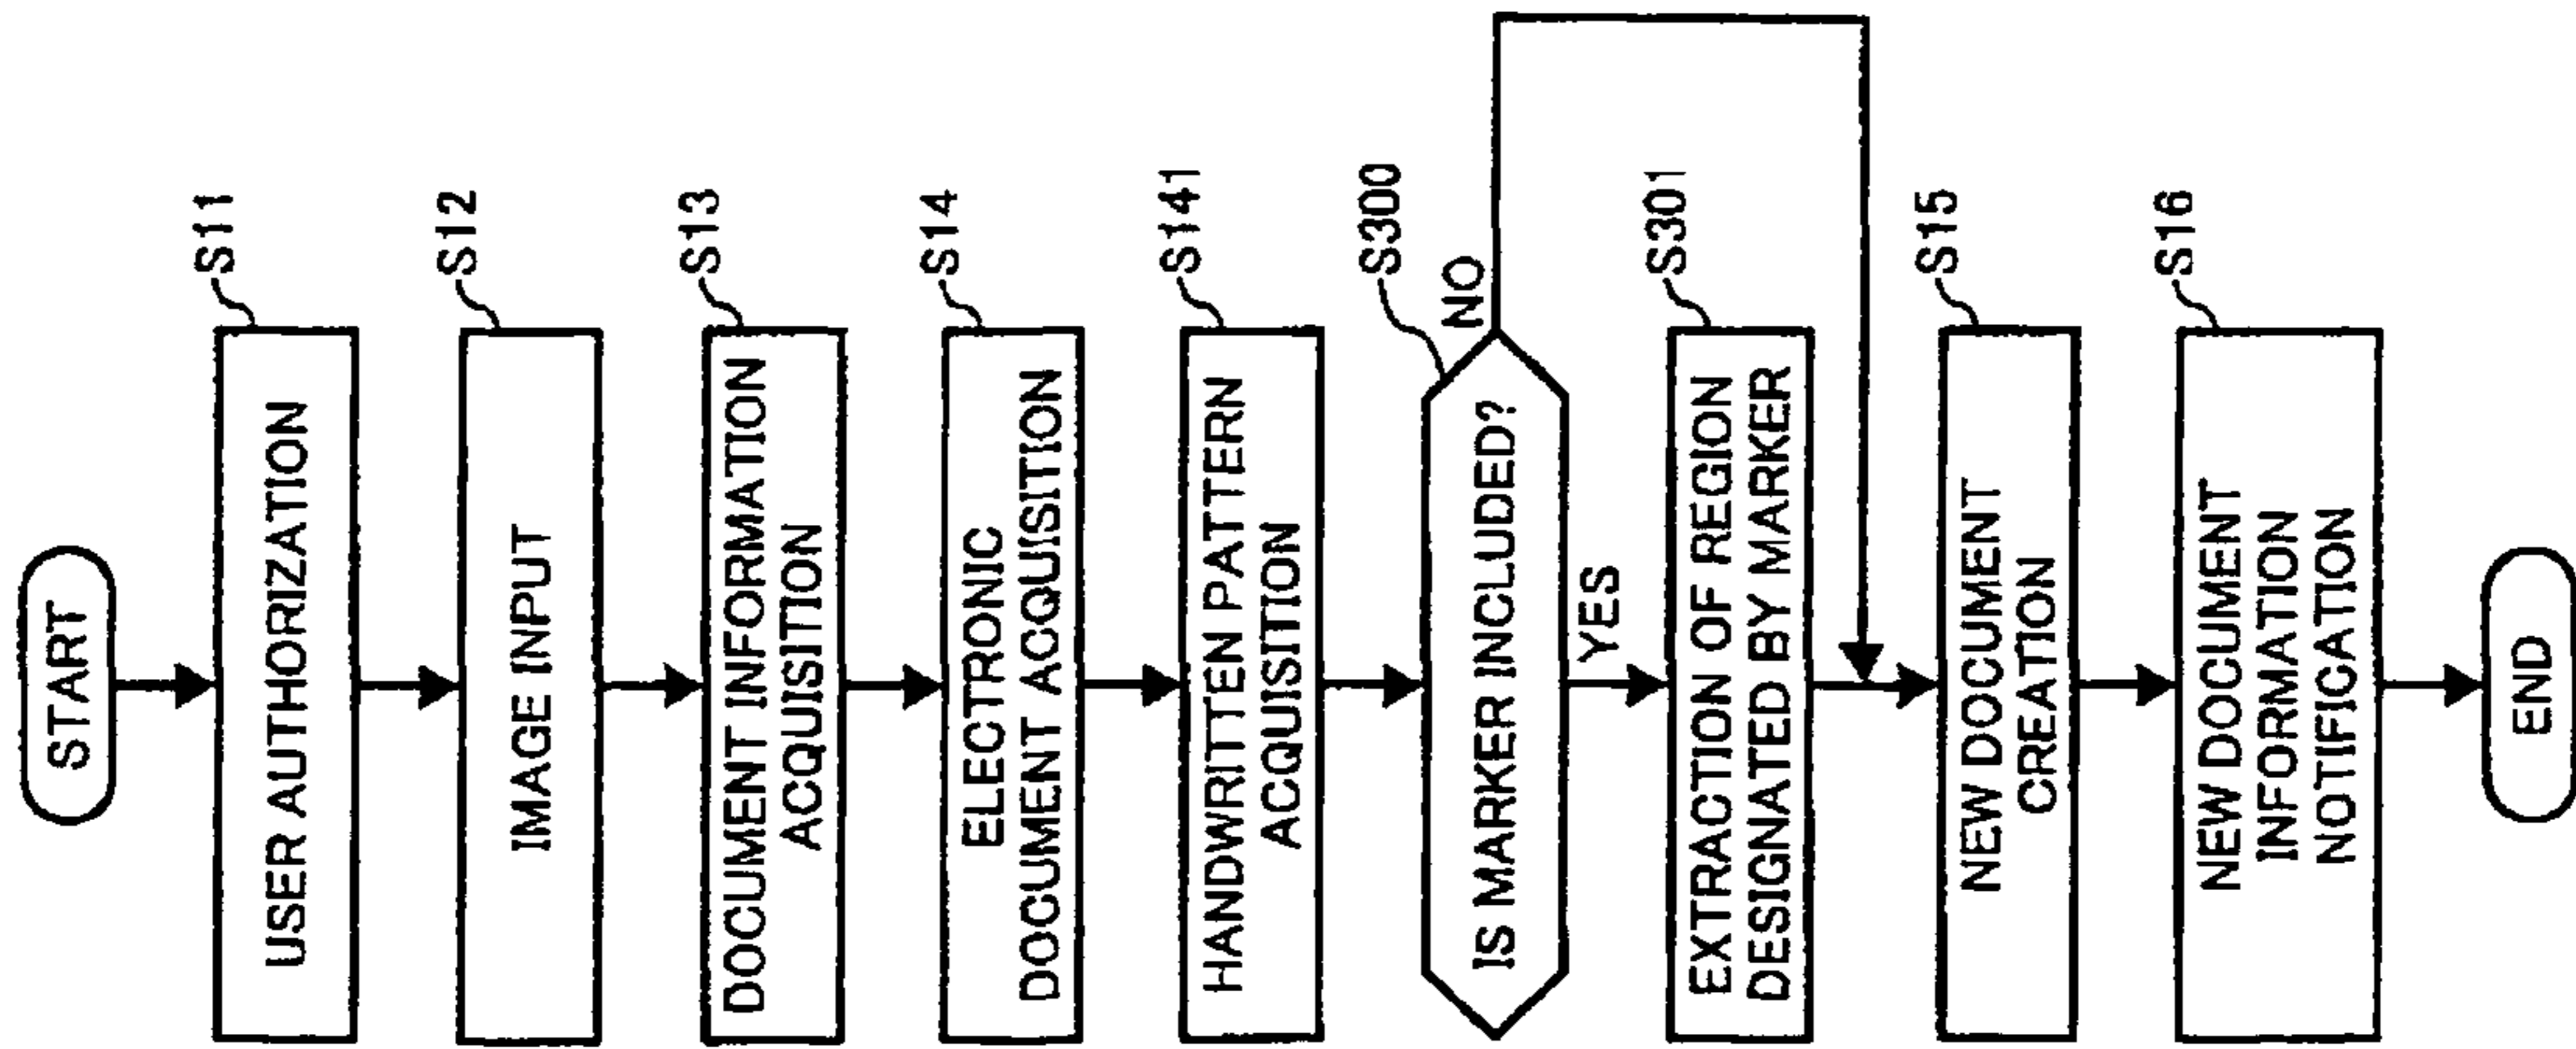 START
USER AUTHORIZATION
S11
IMAGE INPUT
S12
DOCUMENT INFORMATION
ACQUISITION
S13
ELECTRONIC
DOCUMENT ACQUISITION
S14
HANDWRITTEN PATTERN
ACQUISITION
S141
IS MARKER INCLUDED?
S300
NO
YES
EXTRACTION OF REGION
DESIGNATED BY MARKER
S301
NEW DOCUMENT
CREATION
S15
NEW DOCUMENT
INFORMATION
NOTIFICATION
S16
END